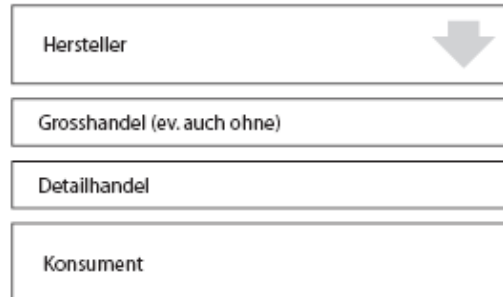 Hersteller
Grosshandel (ev. auch ohne)
Detailhandel
Konsument